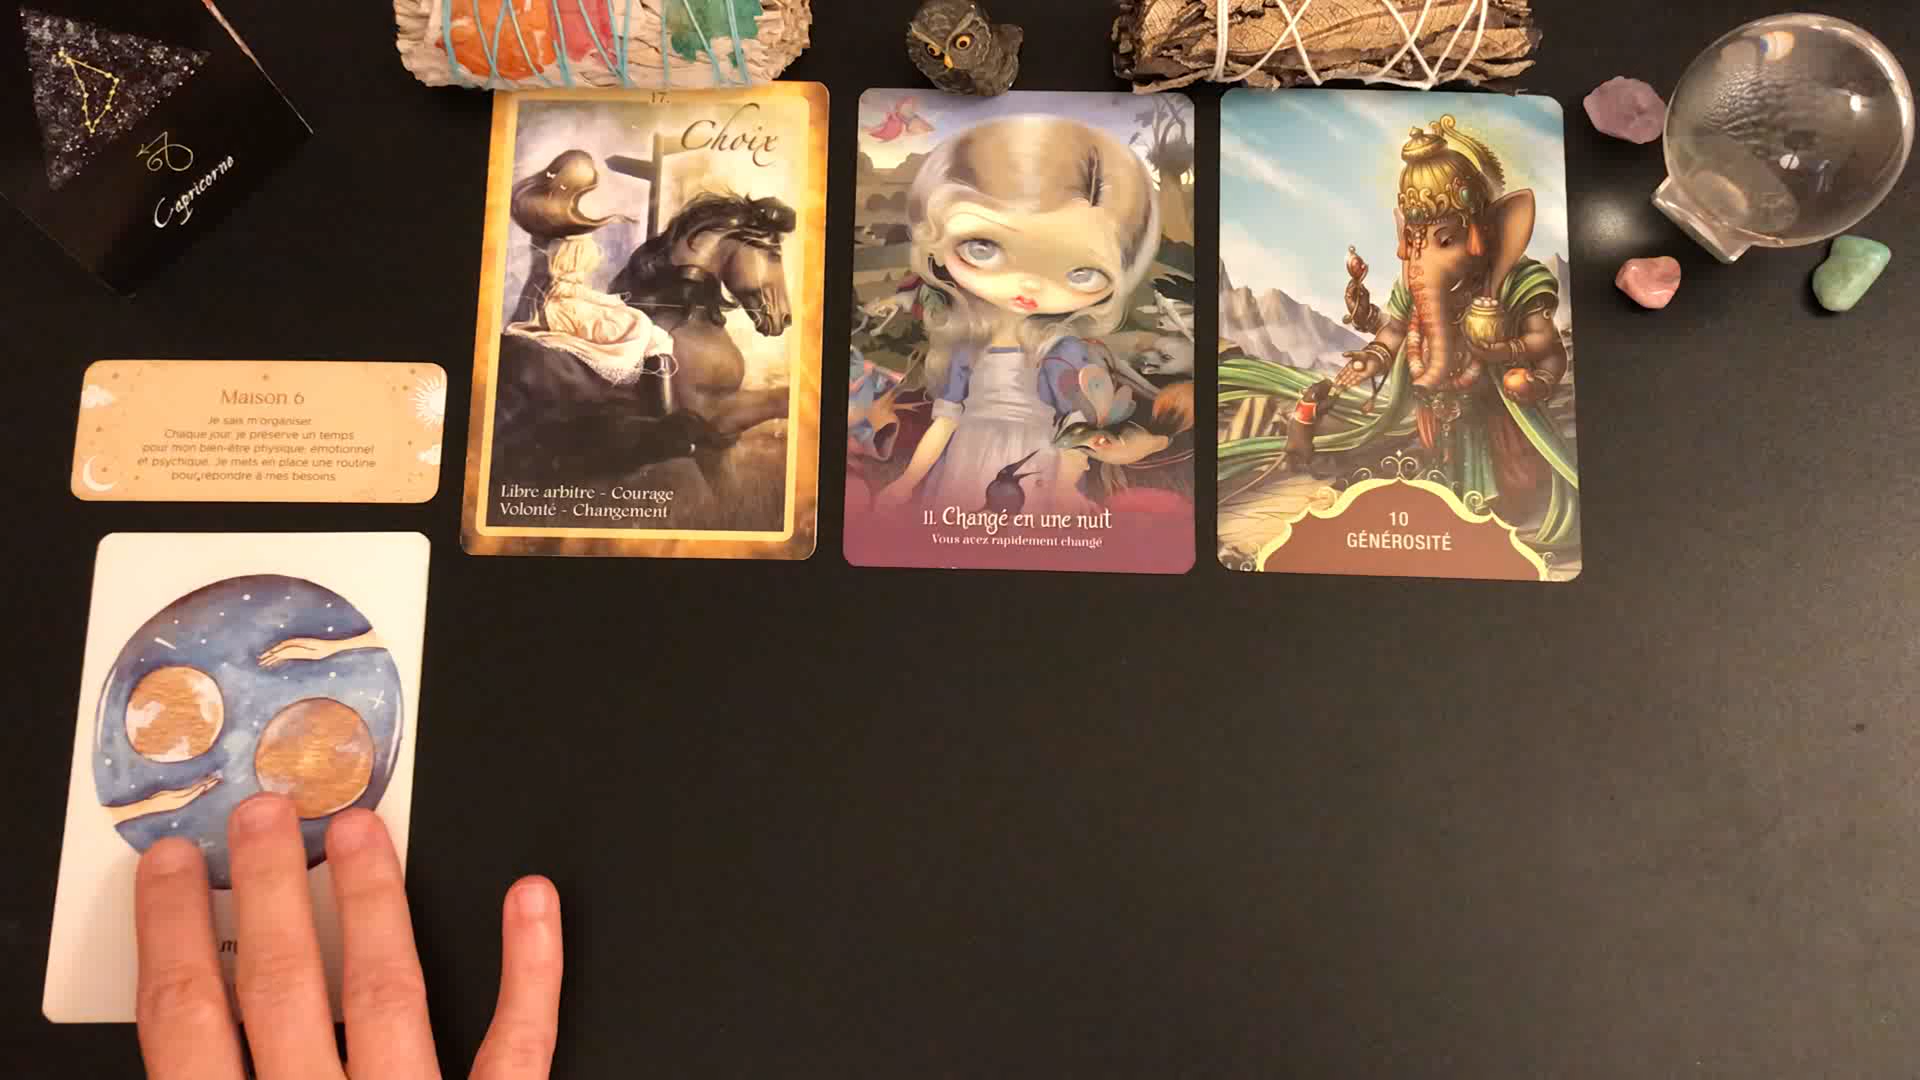 Capricorne
17.
Choix
Libre arbitre - Courage
Volonté - Changement
11. Changé en une nuit
Vous avez rapidement changé
10
GÉNÉROSITÉ
Maison 6
Je sais m'organiser.
Chaque jour, je préserve un temps
pour mon bien-être physique, émotionnel
et psychique. Je mets en place une routine
pour répondre à mes besoins.